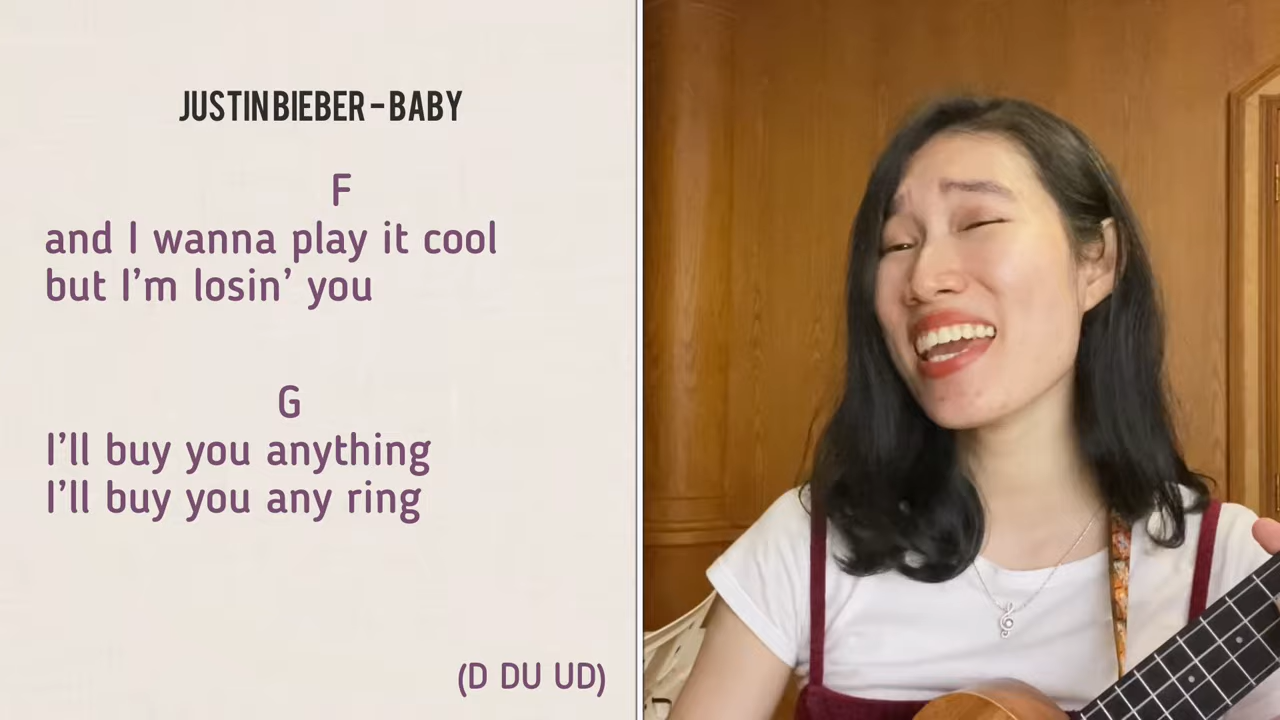 JUSTIN BIEBER – BABY
F
and I wanna play it cool
but I’m losin’ you
G
I’ll buy you anything
I’ll buy you any ring
(D DU UD)